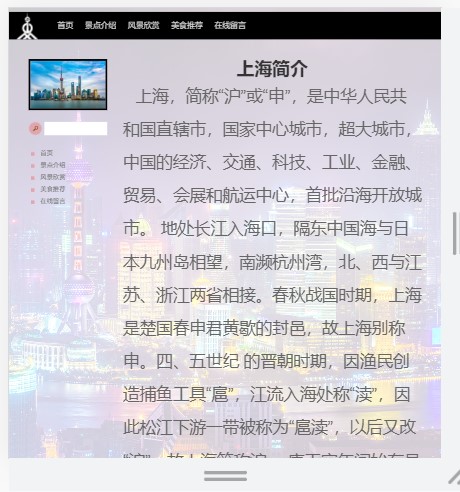 首页 景点介绍 风景欣赏 美食推荐 在线留言
首页
景点介绍
风景欣赏
美食推荐
在线留言
上海简介
上海，简称“沪”或“申”，是中华人民共
和国直辖市，国家中心城市，超大城市，
中国的经济、交通、科技、工业、金融、
贸易、会展和航运中心，首批沿海开放城
市。 地处长江入海口，隔东中国海与日
本九州岛相望，南濒杭州湾，北、西与江
苏、浙江两省相接。春秋战国时期，上海
是楚国春申君黄歇的封邑，故上海别称
申。四、五世纪 的晋朝时期，因渔民创
造捕鱼工具“扈”，江流入海处称“渎”，因
此松江下游一带被称为“扈渎”，以后又改